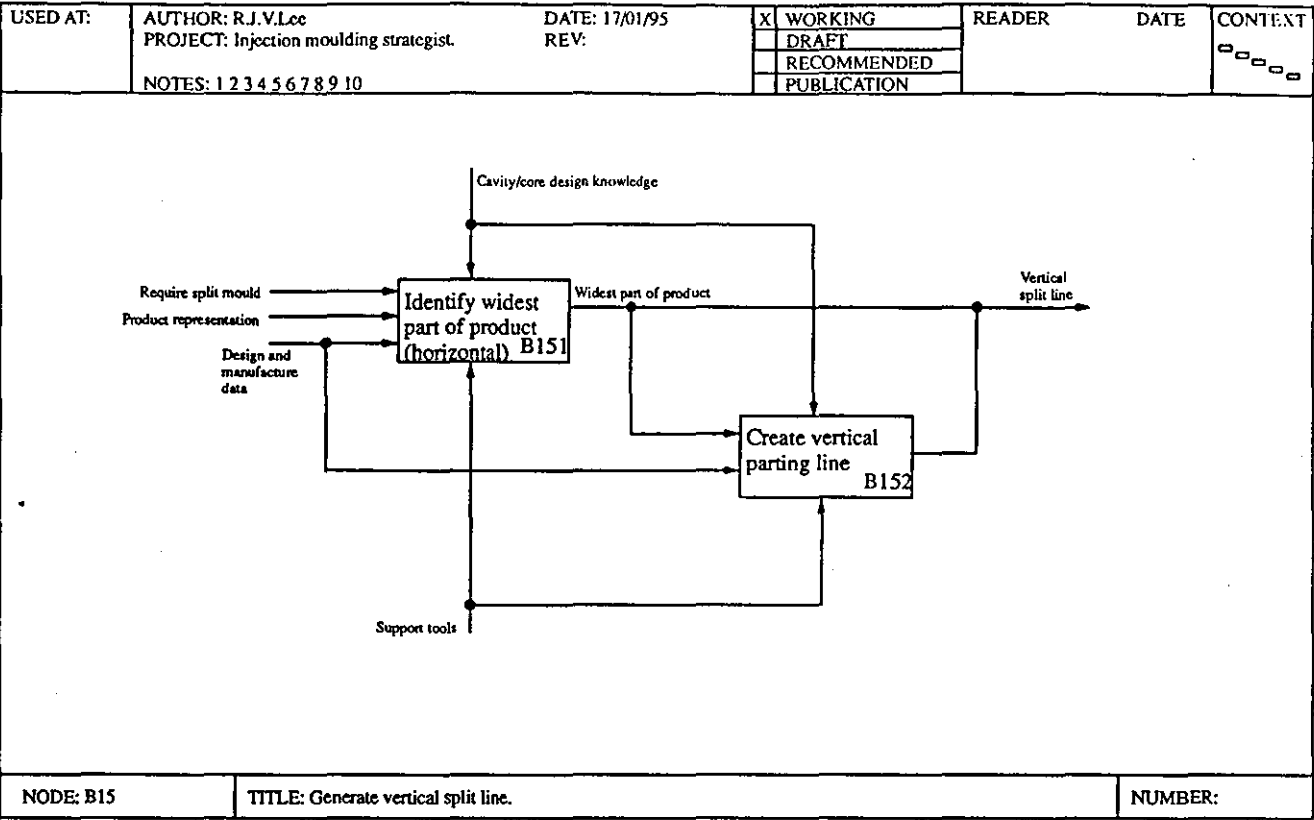 USED AT:
AUTHOR: R.J.V.Lee
DATE: 17/01/95
X WORKING
READER
DATE
CONTEXT
PROJECT: Injection moulding strategist.
REV:
DRAFT
RECOMMENDED
NOTES: 1 2 3 4 5 6 7 8 9 10
PUBLICATION
Cavity/core design knowledge
Require split mould
Product representation
Design and
manufacture
data
Identify widest
part of product
(horizontal) B151
Widest part of product
Vertical
split line
Create vertical
parting line
B152
Support tools
NODE: B15
TITLE: Generate vertical split line.
NUMBER: